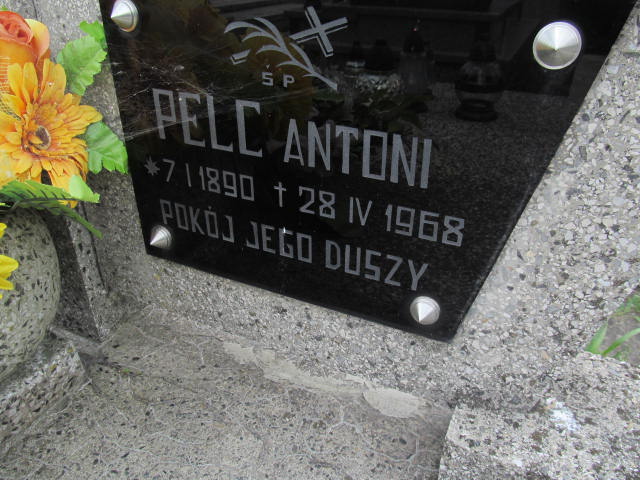 ŚP
PELC ANTONI
* 7 I 1890 † 28 IV 1968
POKÓJ JEGO DUSZY